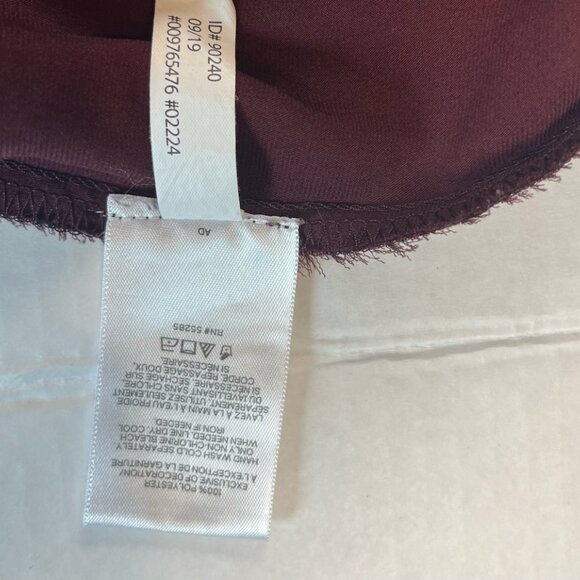 ID# 90240
09/19
#009765476 #02224
AD
100% POLYESTER
EXCLUSIVE OF DECORATION/
À L'EXCEPTION DE LA GARNITURE
HAND WASH COLD SEPARATELY
ONLY NON-CHLORINE BLEACH
WHEN NEEDED. LINE DRY. COOL
IRON IF NEEDED.
LAVEZ À LA MAIN À L'EAU FROIDE
SÉPARÉMENT. UTILISEZ SEULEMENT
DU JAVELLISANT SANS CHLORE,
SI NÉCESSAIRE. SÉCHAGE SUR
CORDE. REPASSAGE DOUX,
SI NÉCESSAIRE.
RN# 55285